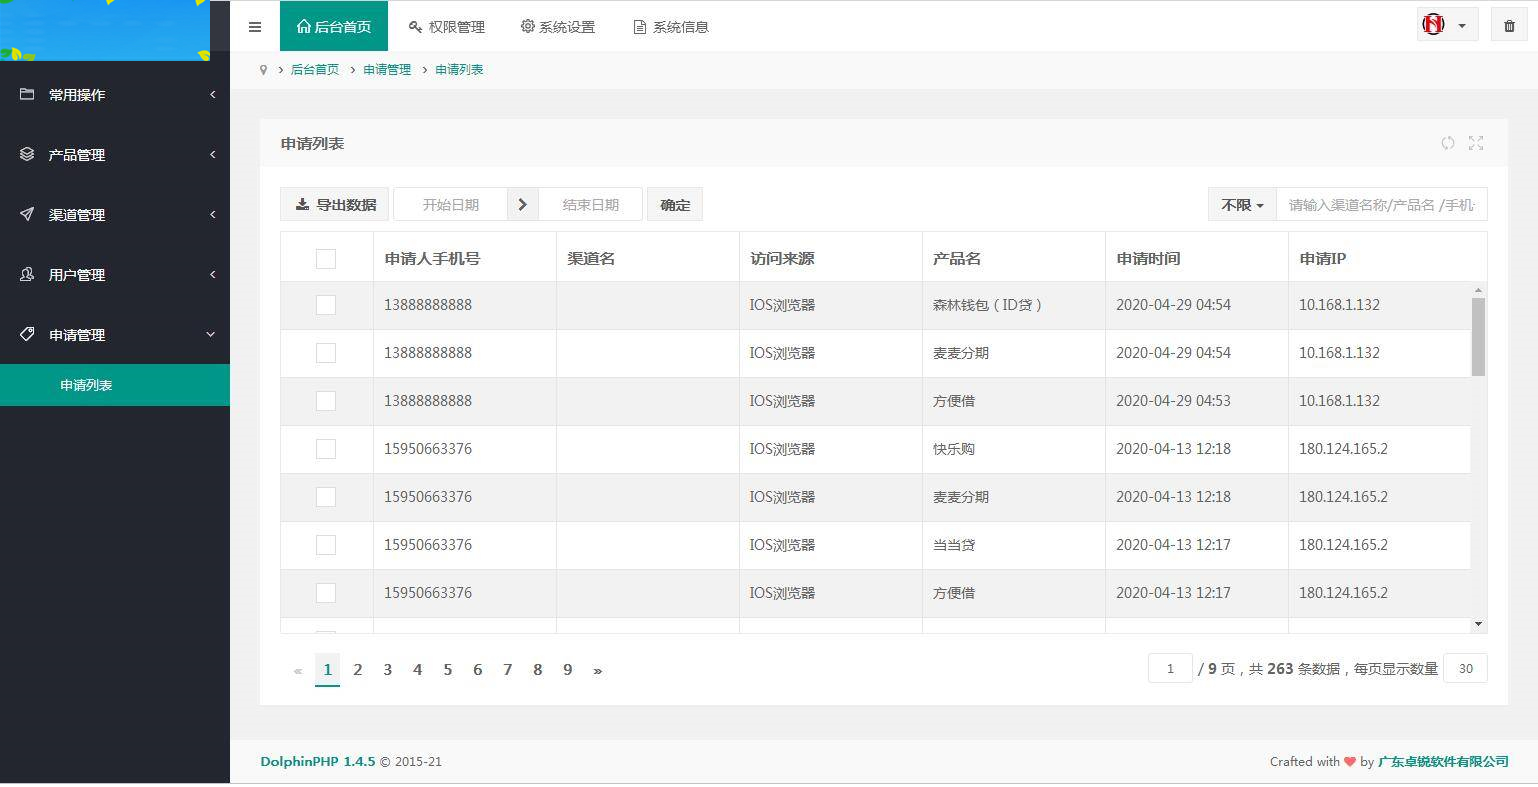 后台首页 权限管理 系统设置 系统信息
后台首页 申请管理 申请列表
常用操作
产品管理
渠道管理
用户管理
申请管理
申请列表
申请列表
导出数据 开始日期 结束日期 确定 不限 请输入渠道名称/产品名 /手机
申请人手机号 渠道名 访问来源 产品名 申请时间 申请IP
13888888888 IOS浏览器 森林钱包（ID贷） 2020-04-29 04:54 10.168.1.132
13888888888 IOS浏览器 麦麦分期 2020-04-29 04:54 10.168.1.132
13888888888 IOS浏览器 方便借 2020-04-29 04:53 10.168.1.132
15950663376 IOS浏览器 快乐购 2020-04-13 12:18 180.124.165.2
15950663376 IOS浏览器 麦麦分期 2020-04-13 12:18 180.124.165.2
15950663376 IOS浏览器 当当贷 2020-04-13 12:17 180.124.165.2
15950663376 IOS浏览器 方便借 2020-04-13 12:17 180.124.165.2
« 1 2 3 4 5 6 7 8 9 » 1 / 9 页，共 263 条数据，每页显示数量 30
DolphinPHP 1.4.5 © 2015-21 Crafted with ♥ by 广东卓锐软件有限公司